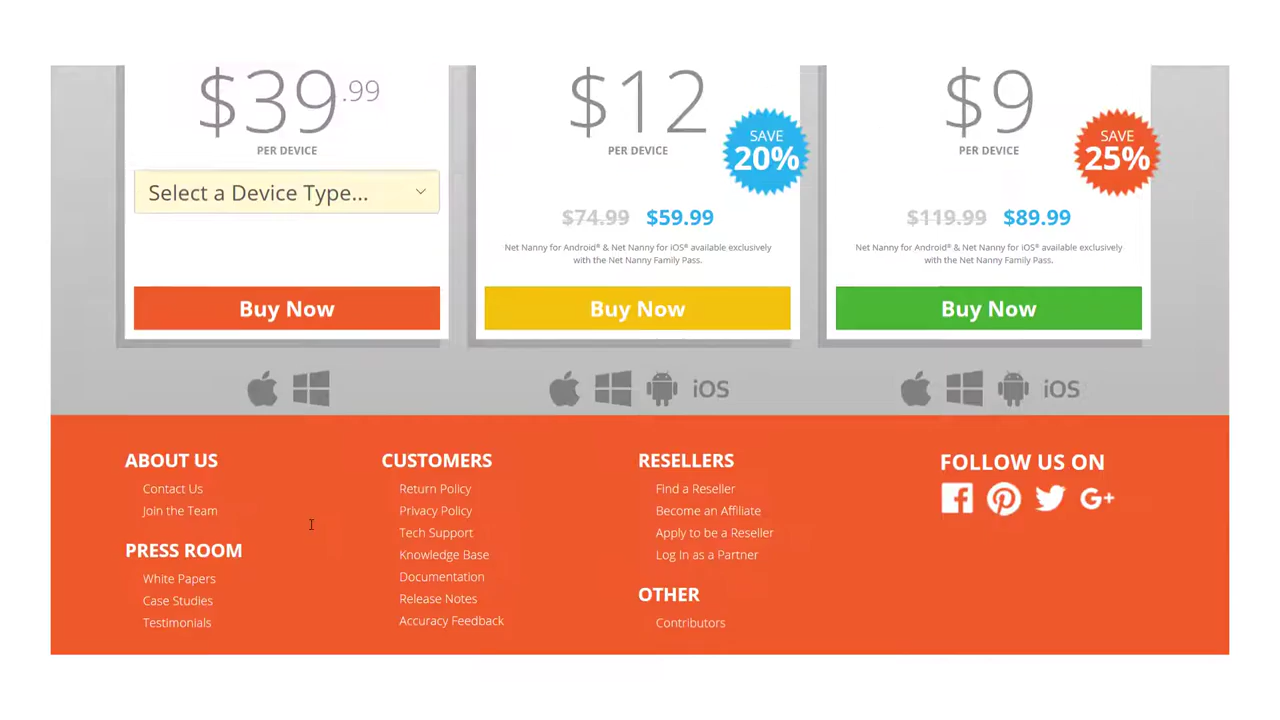 $39.99
PER DEVICE
Select a Device Type...
Buy Now
$12
PER DEVICE
SAVE
20%
$74.99 $59.99
Net Nanny for Android® & Net Nanny for iOS® available exclusively
with the Net Nanny Family Pass.
Buy Now
iOS
$9
PER DEVICE
SAVE
25%
$119.99 $89.99
Net Nanny for Android® & Net Nanny for iOS® available exclusively
with the Net Nanny Family Pass.
Buy Now
iOS
ABOUT US
Contact Us
Join the Team
PRESS ROOM
White Papers
Case Studies
Testimonials
CUSTOMERS
Return Policy
Privacy Policy
Tech Support
Knowledge Base
Documentation
Release Notes
Accuracy Feedback
RESELLERS
Find a Reseller
Become an Affiliate
Apply to be a Reseller
Log In as a Partner
OTHER
Contributors
FOLLOW US ON
G+